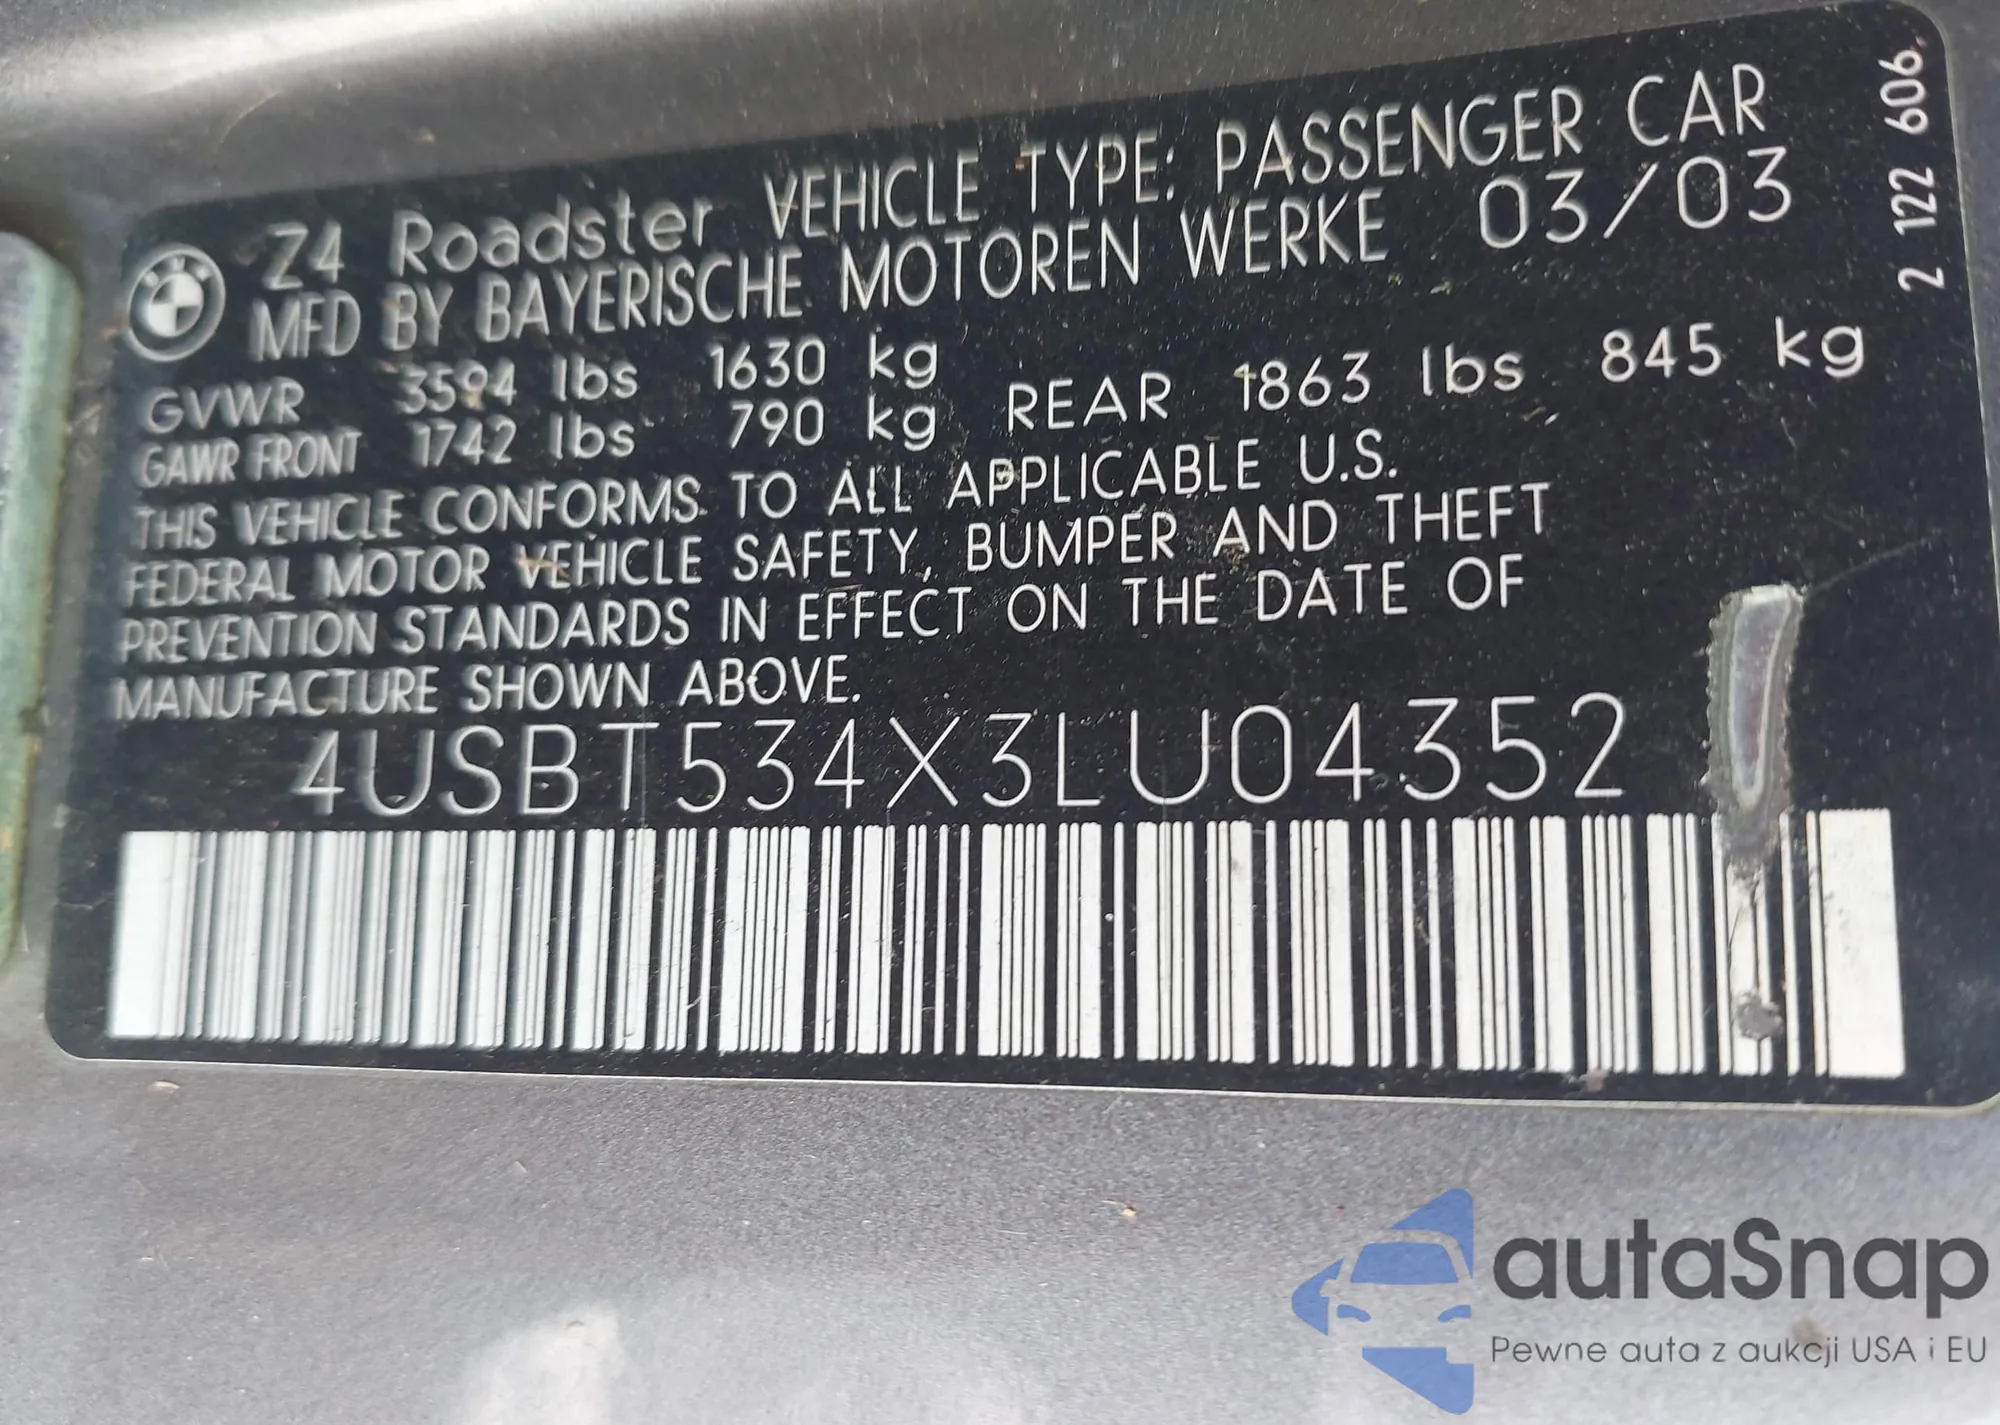 Z4 Roadster VEHICLE TYPE: PASSENGER CAR
MFD BY BAYERISCHE MOTOREN WERKE 03/03
GVWR 3594 lbs 1630 kg
GAWR FRONT 1742 lbs 790 kg REAR 1863 lbs 845 kg
THIS VEHICLE CONFORMS TO ALL APPLICABLE U.S.
FEDERAL MOTOR VEHICLE SAFETY, BUMPER AND THEFT
PREVENTION STANDARDS IN EFFECT ON THE DATE OF
MANUFACTURE SHOWN ABOVE.
4USBT534X3LU04352
2 122 606
autaSnap
Pewne auta z aukcji USA i EU